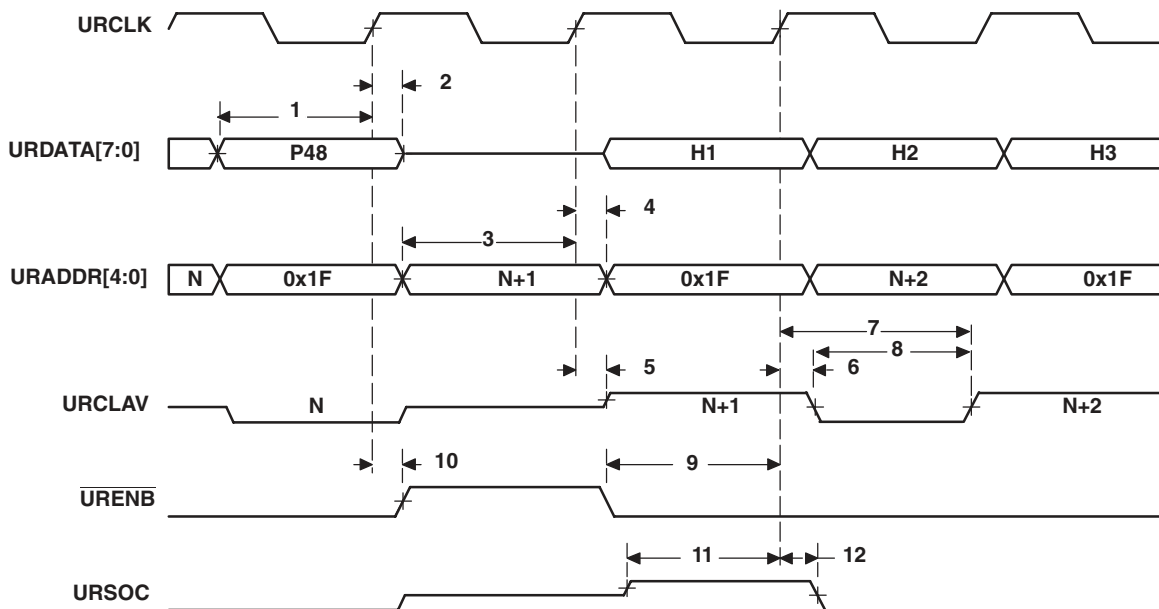 URCLK
2
1
URDATA[7:0] P48 H1 H2 H3
4
3
URADDR[4:0] N 0x1F N+1 0x1F N+2 0x1F
7
8
5 6
URCLAV N N+1 N+2
10 9
URENB
11 12
URSOC